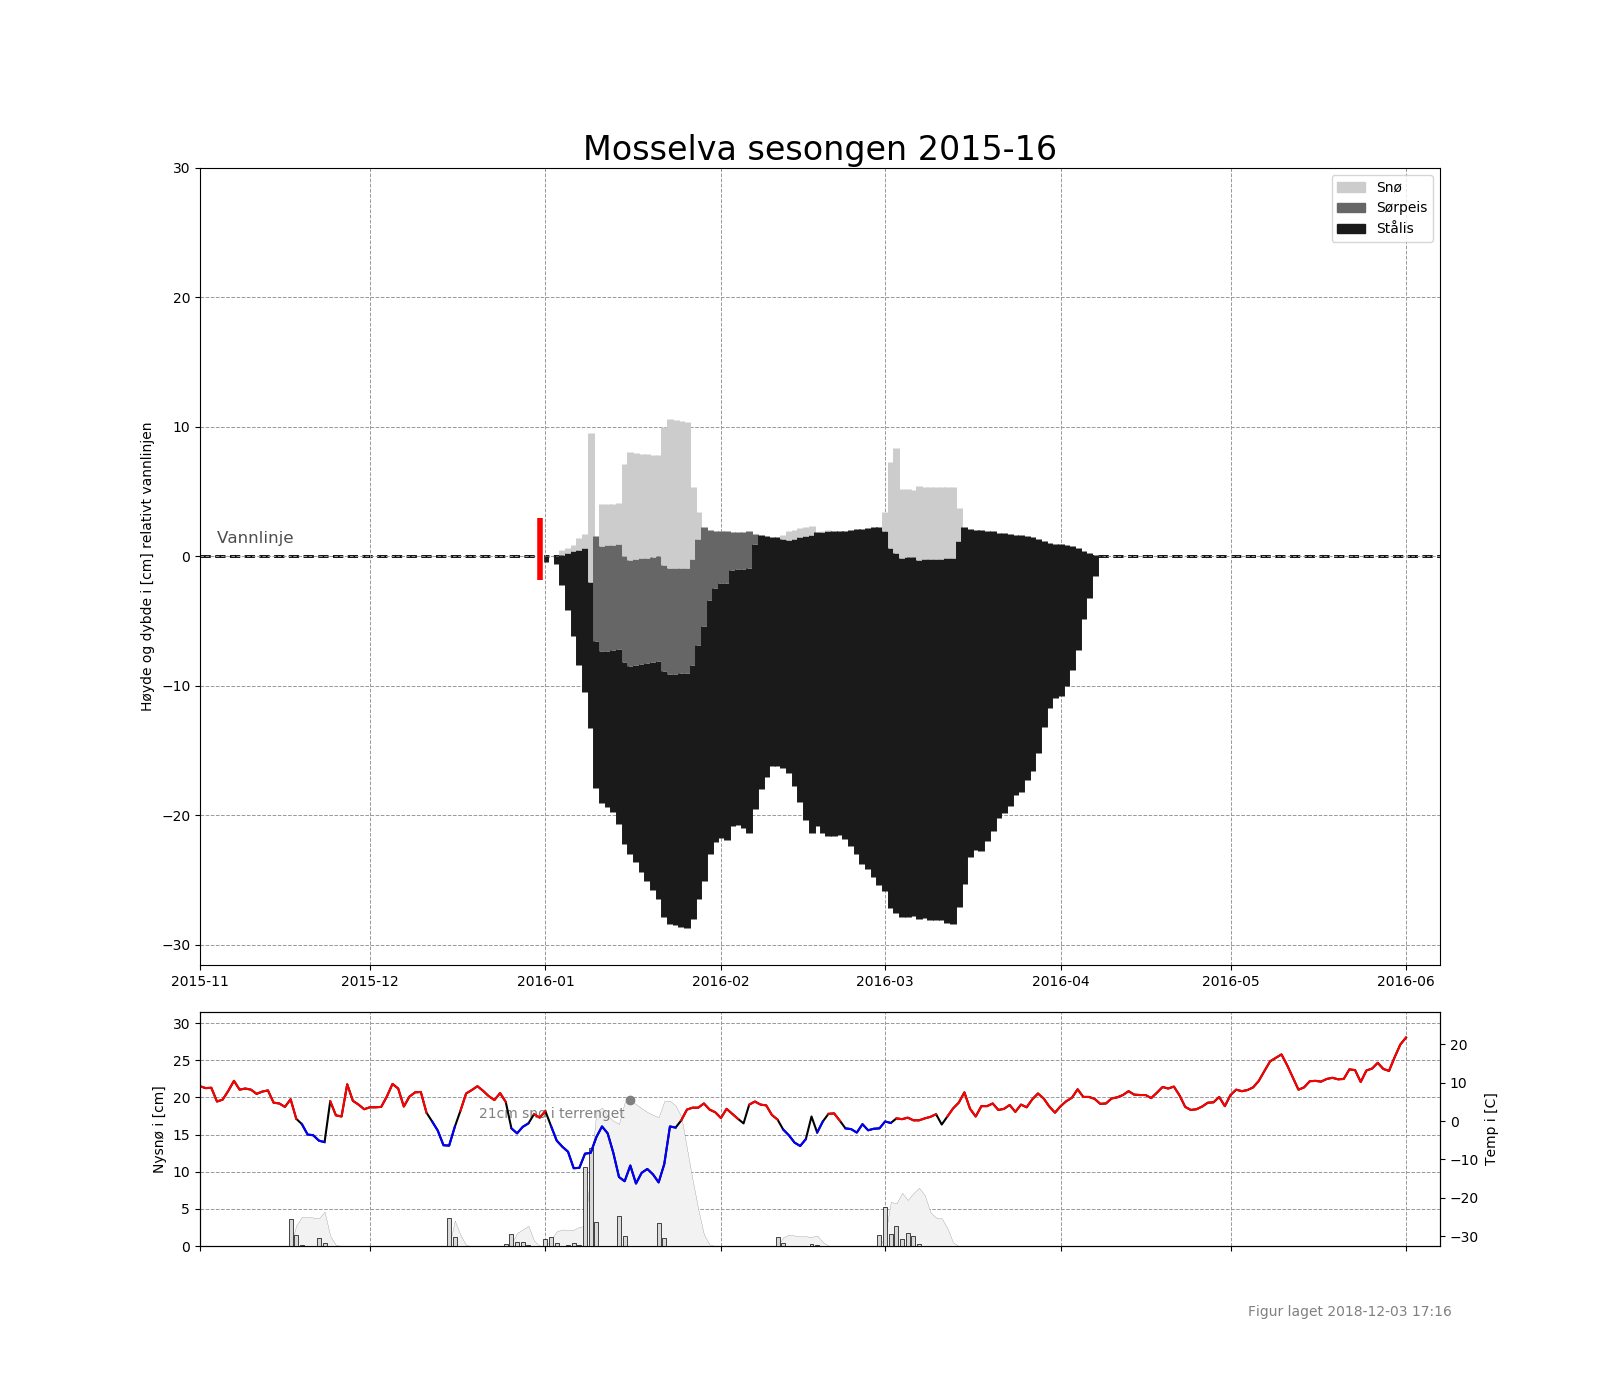 Mosselva sesongen 2015-16
30
20
10
0
−10
−20
−30
Høyde og dybde i [cm] relativt vannlinjen
Snø
Sørpeis
Stålis
Vannlinje
2015-11 2015-12 2016-01 2016-02 2016-03 2016-04 2016-05 2016-06
30
25
20
15
10
5
0
Nysnø i [cm]
21cm snø i terrenget
20
10
0
−10
−20
−30
Temp i [C]
Figur laget 2018-12-03 17:16